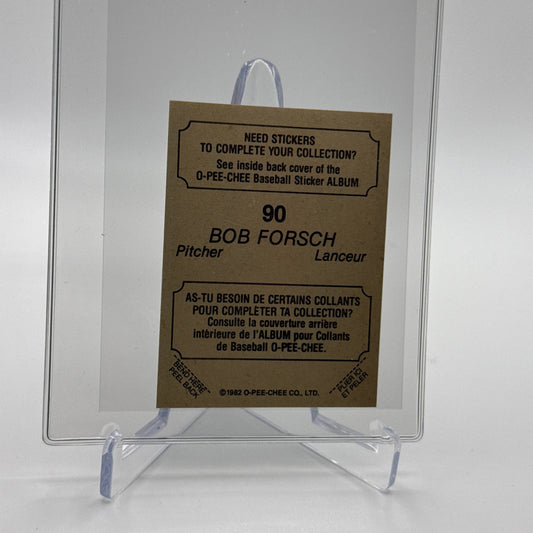 NEED STICKERS
TO COMPLETE YOUR COLLECTION?
See inside back cover of the
O-PEE-CHEE Baseball Sticker ALBUM
90
BOB FORSCH
Pitcher Lanceur
AS-TU BESOIN DE CERTAINS COLLANTS
POUR COMPLETER TA COLLECTION?
Consulte la couverture arrière
intérieure de l'ALBUM pour Collants
de Baseball O-PEE-CHEE.
BEND HERE
PEEL BACK
PLIER ICI
ET PELER
©1982 O-PEE-CHEE CO., LTD.